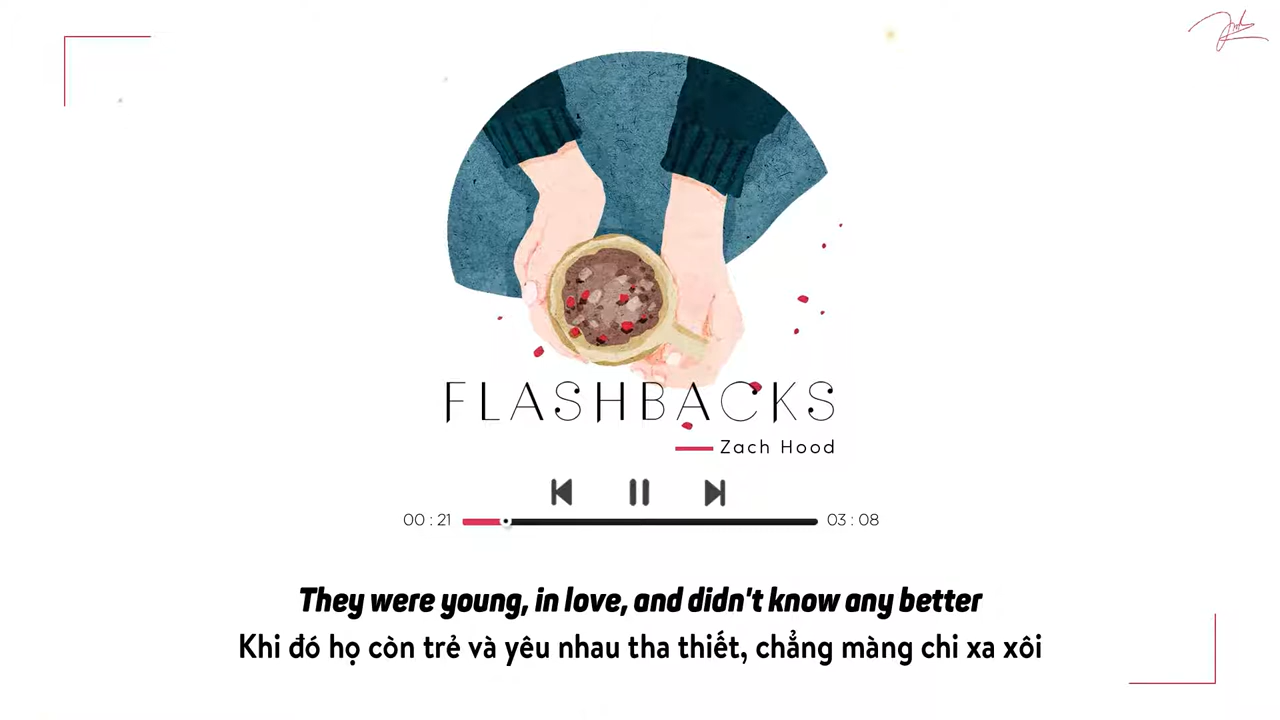 FLASHBACKS
Zach Hood
00 : 21 03 : 08
They were young, in love, and didn't know any better
Khi đó họ còn trẻ và yêu nhau tha thiết, chẳng màng chi xa xôi